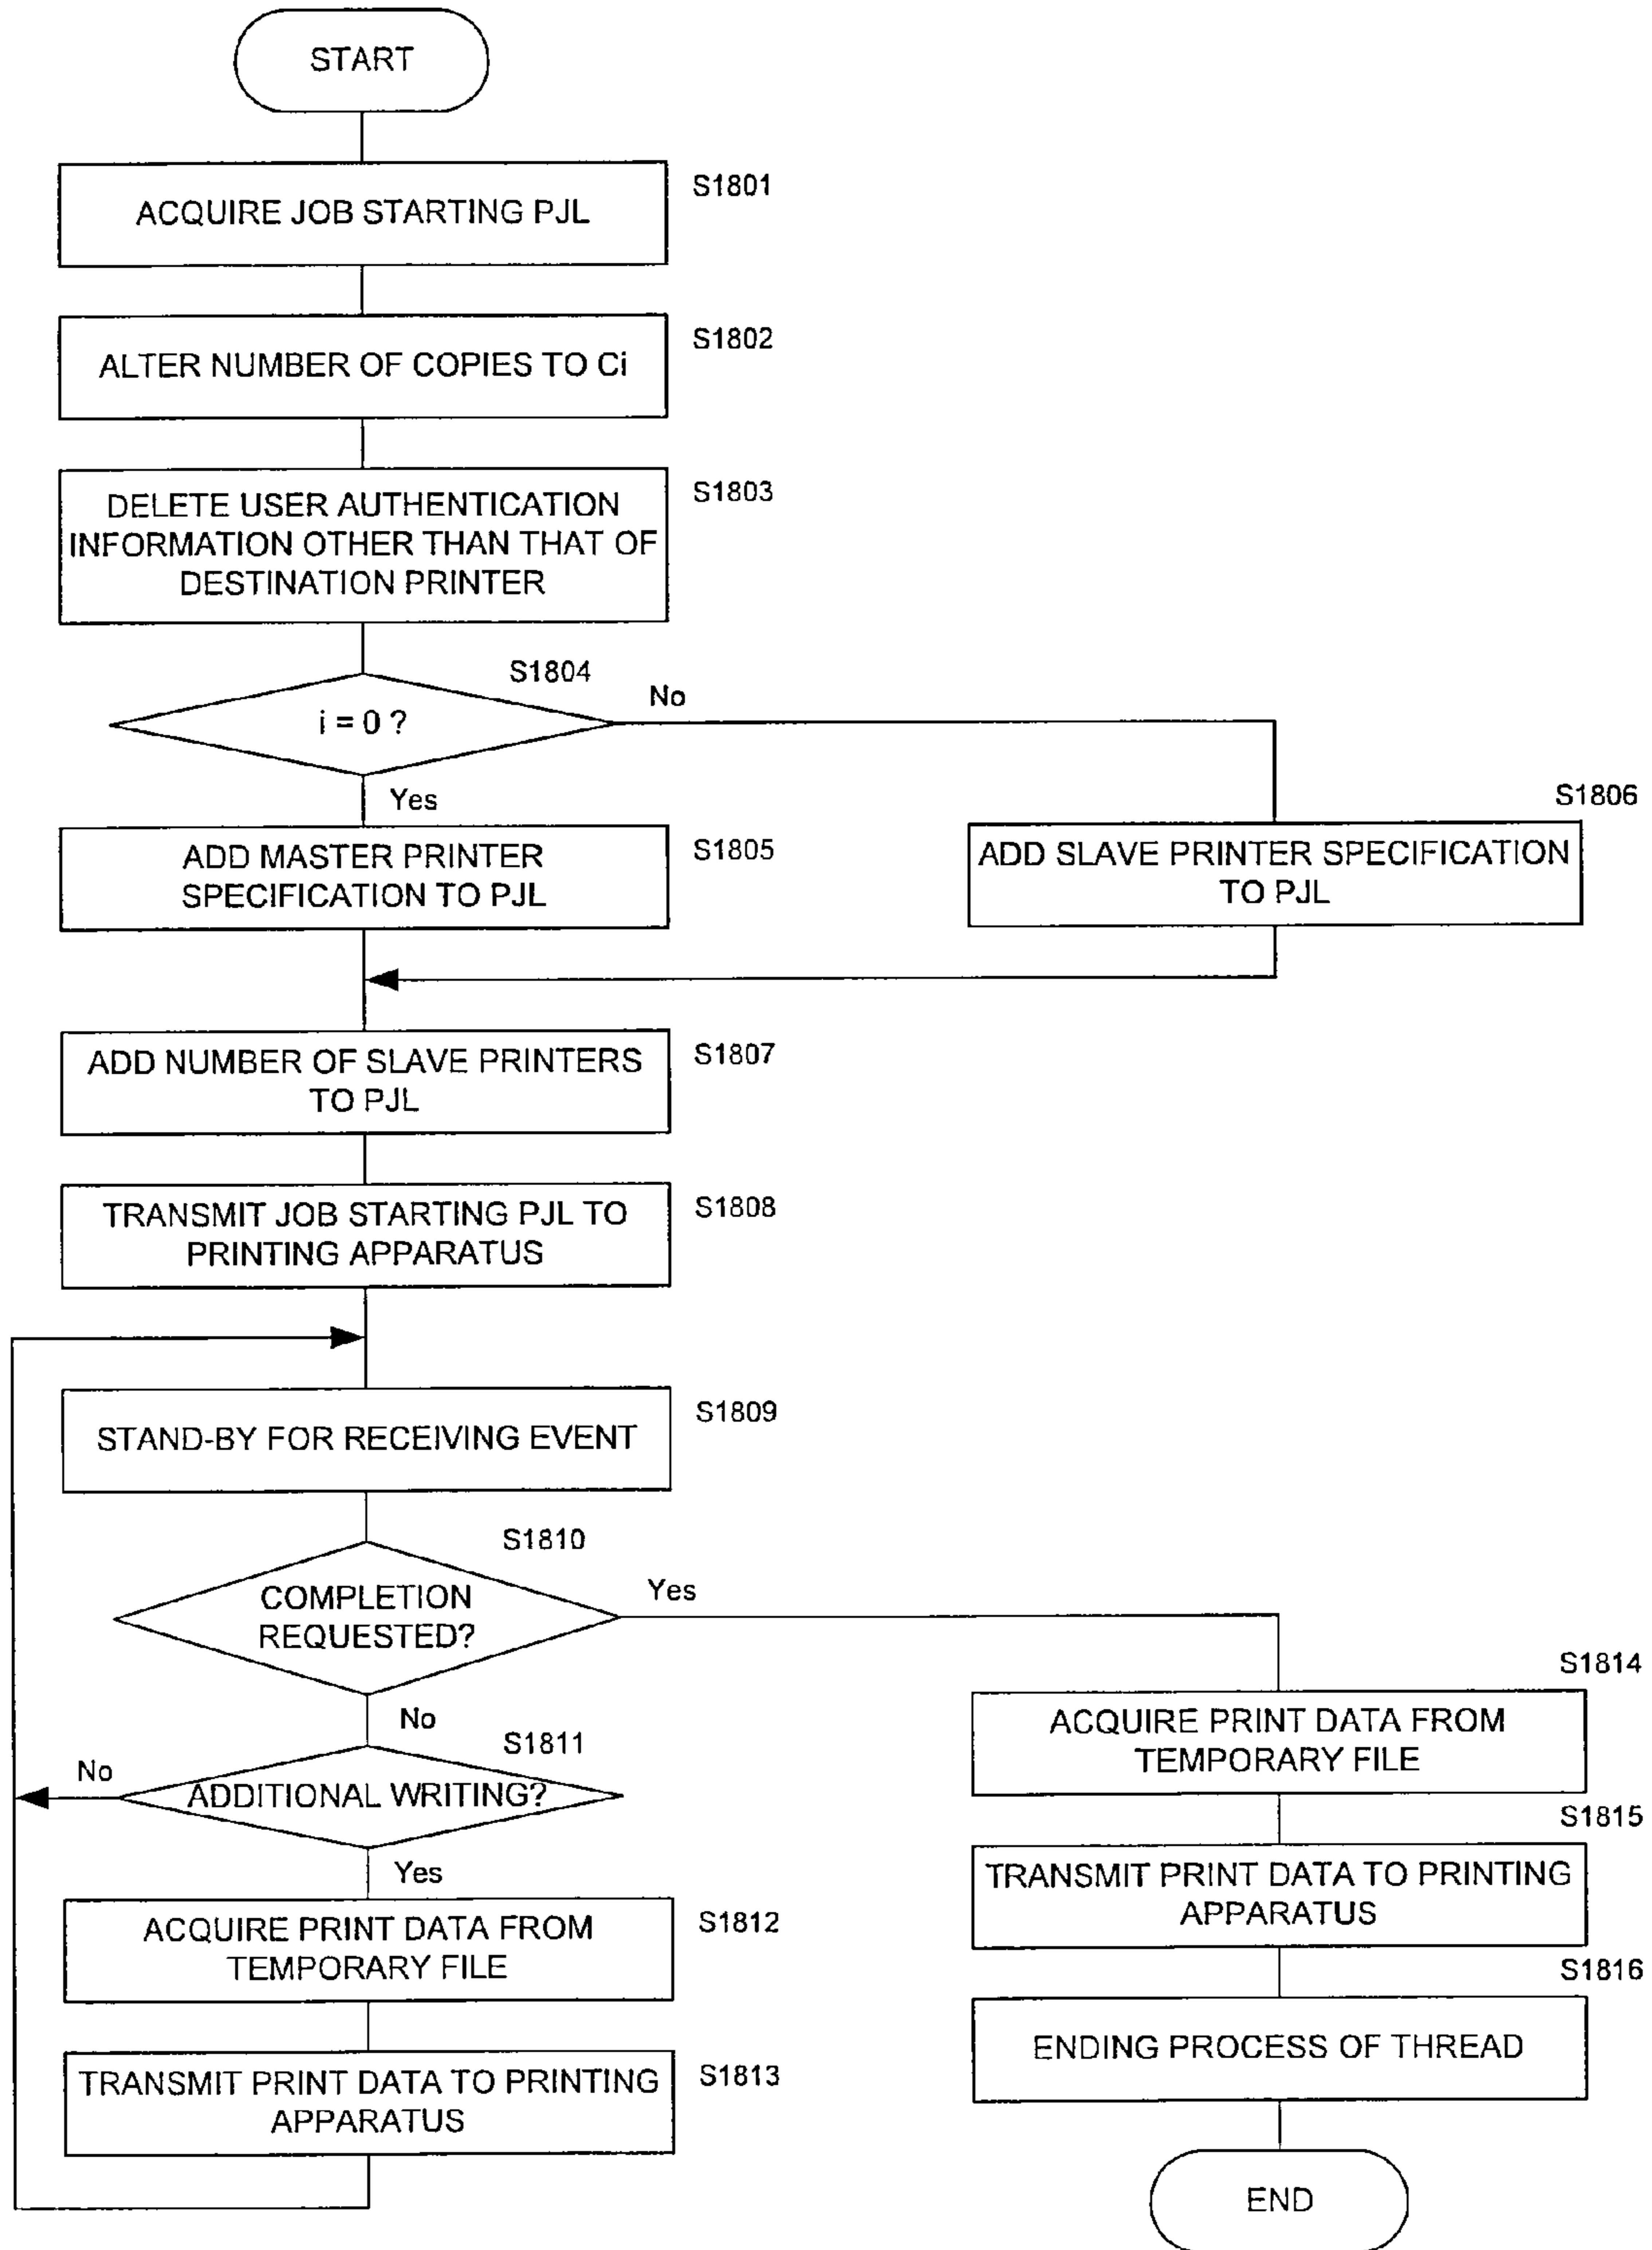 START
ACQUIRE JOB STARTING PJL
S1801
ALTER NUMBER OF COPIES TO Ci
S1802
DELETE USER AUTHENTICATION
INFORMATION OTHER THAN THAT OF
DESTINATION PRINTER
S1803
S1804
i = 0 ?
No
Yes
ADD MASTER PRINTER
SPECIFICATION TO PJL
S1805
S1806
ADD SLAVE PRINTER SPECIFICATION
TO PJL
ADD NUMBER OF SLAVE PRINTERS
TO PJL
S1807
TRANSMIT JOB STARTING PJL TO
PRINTING APPARATUS
S1808
STAND-BY FOR RECEIVING EVENT
S1809
S1810
COMPLETION
REQUESTED?
Yes
No
S1811
ADDITIONAL WRITING?
No
Yes
ACQUIRE PRINT DATA FROM
TEMPORARY FILE
S1812
TRANSMIT PRINT DATA TO PRINTING
APPARATUS
S1813
S1814
ACQUIRE PRINT DATA FROM
TEMPORARY FILE
S1815
TRANSMIT PRINT DATA TO PRINTING
APPARATUS
S1816
ENDING PROCESS OF THREAD
END